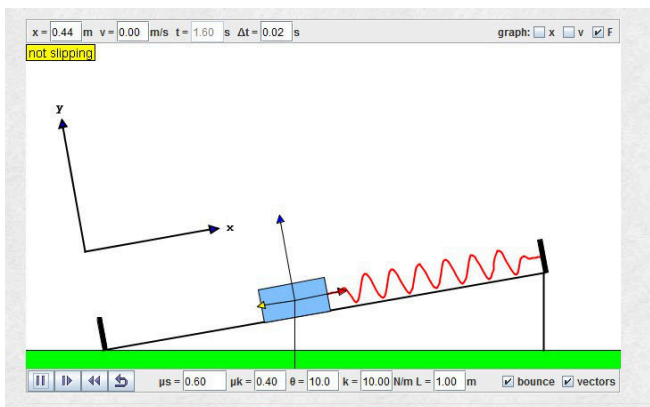 x = 0.44 m v = 0.00 m/s t = 1.60 s Δt = 0.02 s graph: x v F
not slipping
y
x
μs = 0.60 μk = 0.40 θ = 10.0 k = 10.00 N/m L = 1.00 m bounce vectors